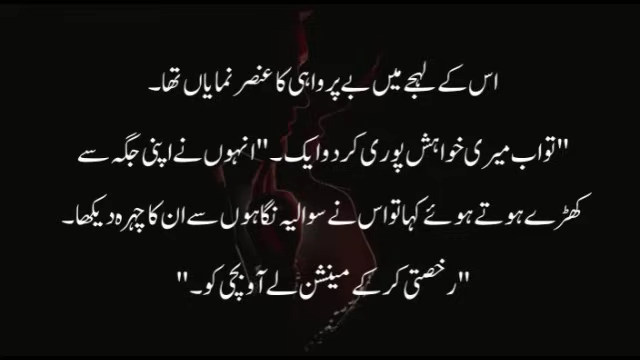 اس کے لہجے میں بے پرواہی کا عنصر نمایاں تھا۔
"تو اب میری خواہش پوری کر دو ایک۔" انہوں نے اپنی جگہ سے
کھڑے ہوتے ہوئے کہا تو اس نے سوالیہ نگاہوں سے ان کا چہرہ دیکھا۔
"رخصتی کر کے مینشن لے آو بچی کو۔"